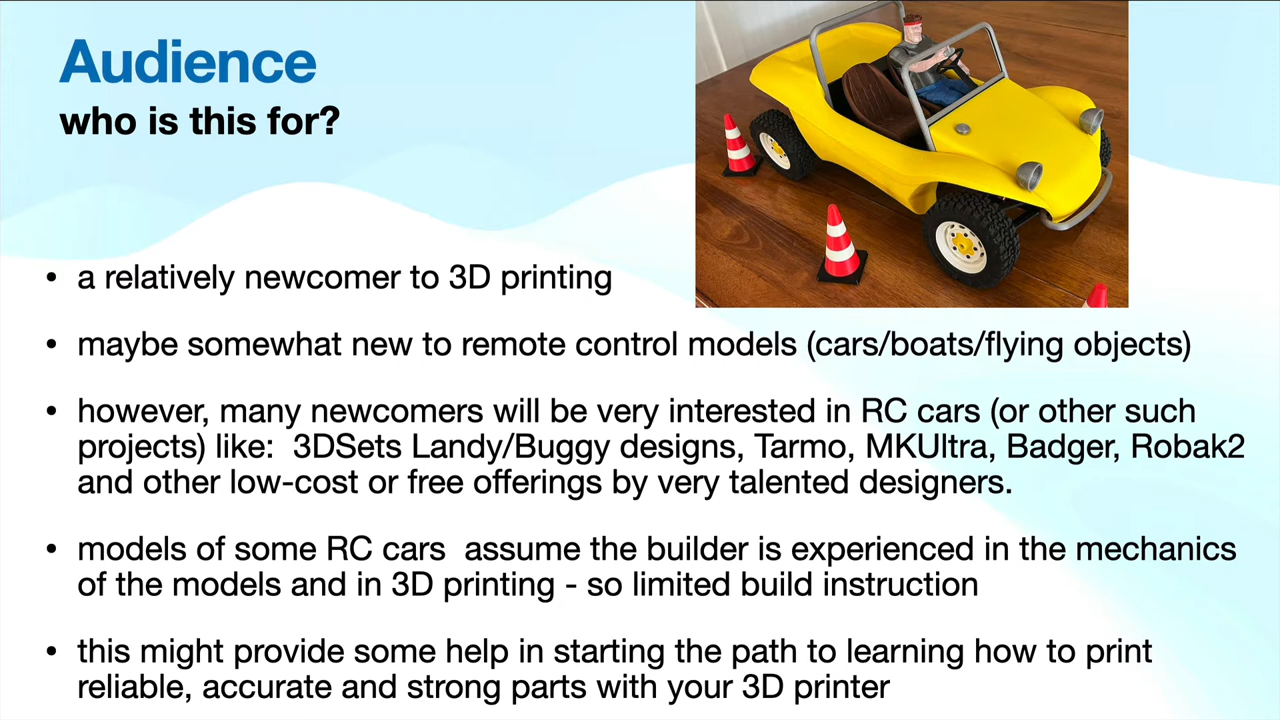 Audience
who is this for?
• a relatively newcomer to 3D printing
• maybe somewhat new to remote control models (cars/boats/flying objects)
• however, many newcomers will be very interested in RC cars (or other such
projects) like:  3DSets Landy/Buggy designs, Tarmo, MKUltra, Badger, Robak2
and other low-cost or free offerings by very talented designers.
• models of some RC cars  assume the builder is experienced in the mechanics
of the models and in 3D printing - so limited build instruction
• this might provide some help in starting the path to learning how to print
reliable, accurate and strong parts with your 3D printer